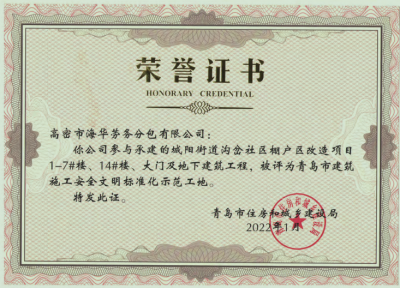 荣誉证书
HONORARY CREDENTIAL
高密市海华劳务分包有限公司：
你公司参与承建的城阳街道沟岔社区棚户区改造项目
1-7#楼、14#楼、大门及地下建筑工程，被评为青岛市建筑
施工安全文明标准化示范工地。
特发此证。
青岛市住房和城乡建设局
2022年1月